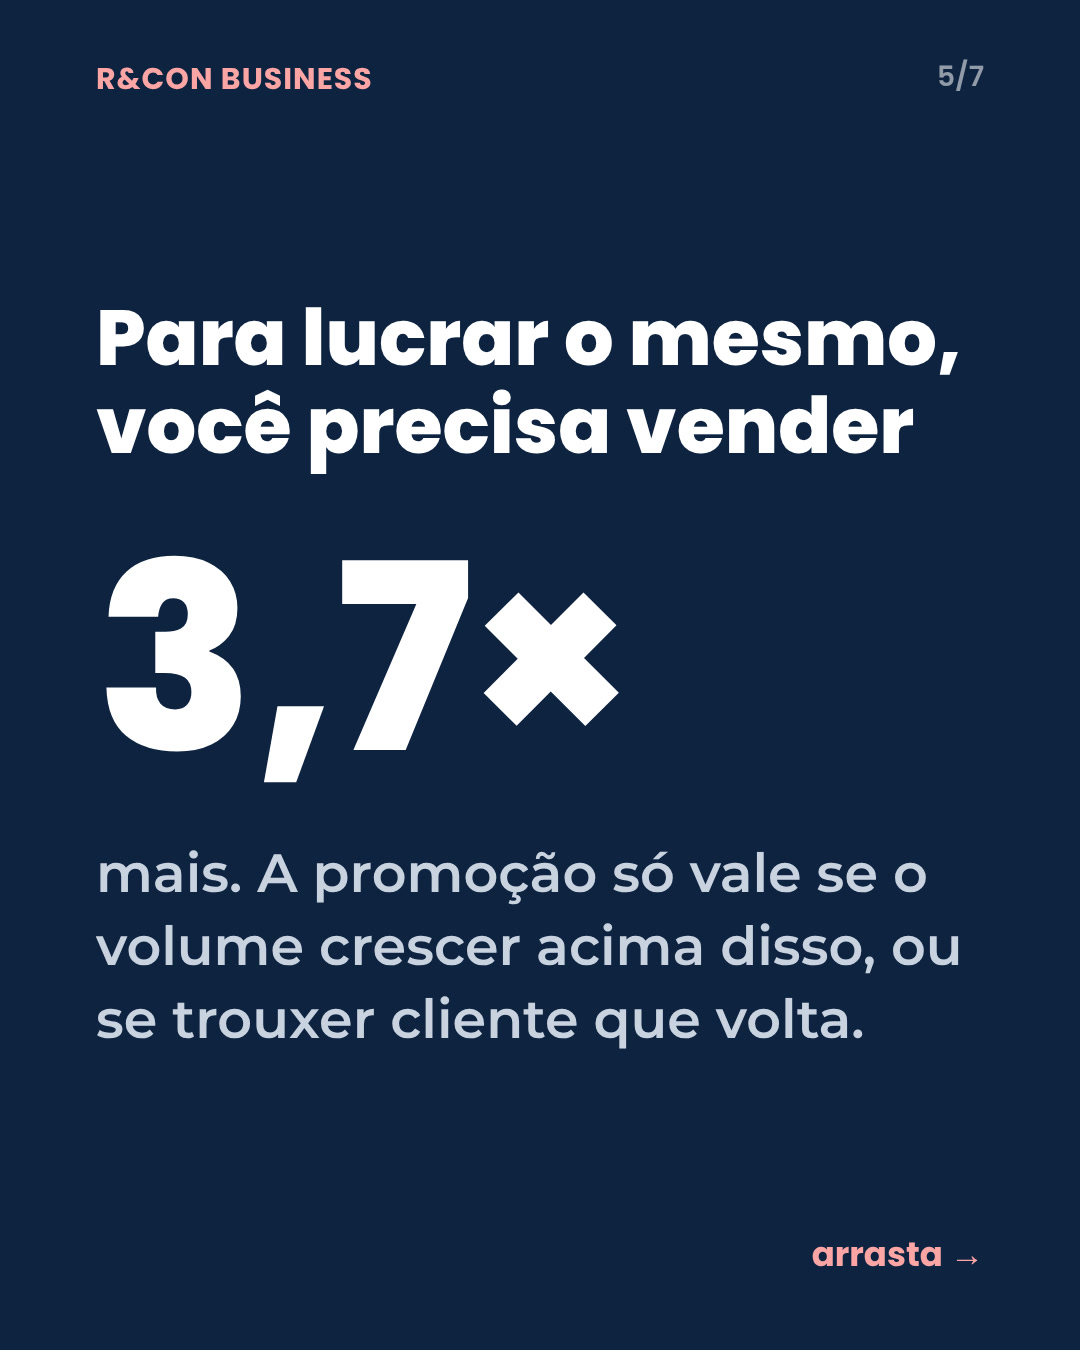 R&CON BUSINESS
5/7
Para lucrar o mesmo,
você precisa vender
3,7×
mais. A promoção só vale se o
volume crescer acima disso, ou
se trouxer cliente que volta.
arrasta →